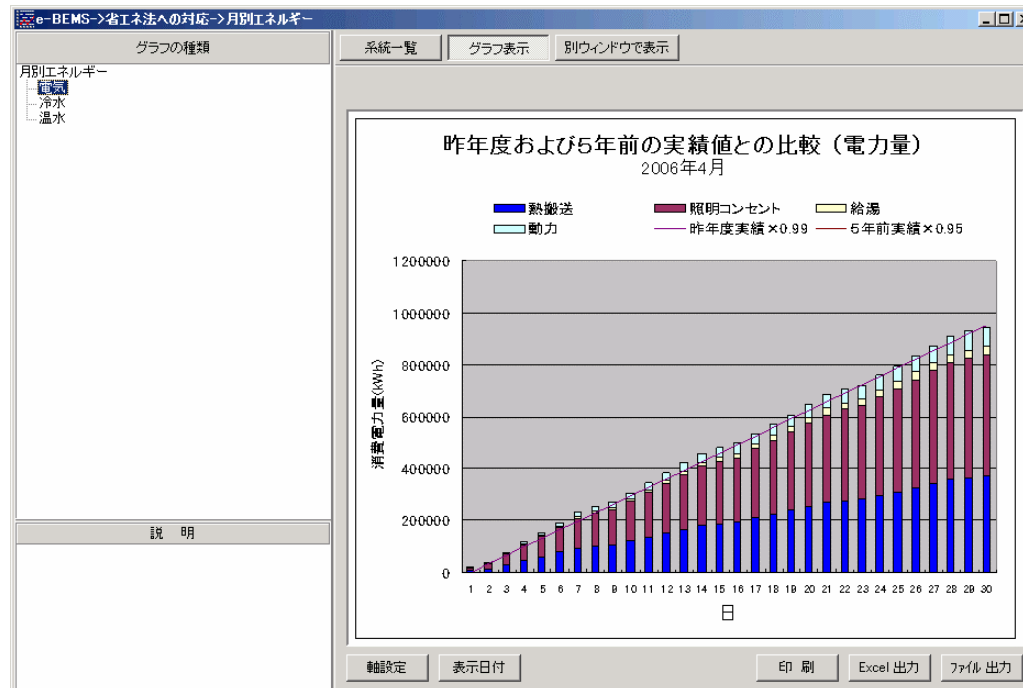 e-BEMS->省エネ法への対応->月別エネルギー
グラフの種類
月別エネルギー
電気
冷水
温水
説 明
系統一覧 グラフ表示 別ウィンドウで表示
昨年度および5年前の実績値との比較（電力量）
2006年4月
熱搬送 照明コンセント 給湯
動力 昨年度実績×0.99 5年前実績×0.95
消費電力量(kWh)
1200000
1000000
800000
600000
400000
200000
0
1 2 3 4 5 6 7 8 9 10 11 12 13 14 15 16 17 18 19 20 21 22 23 24 25 26 27 28 29 30
日
軸設定 表示日付 印 刷 Excel 出力 ファイル 出力